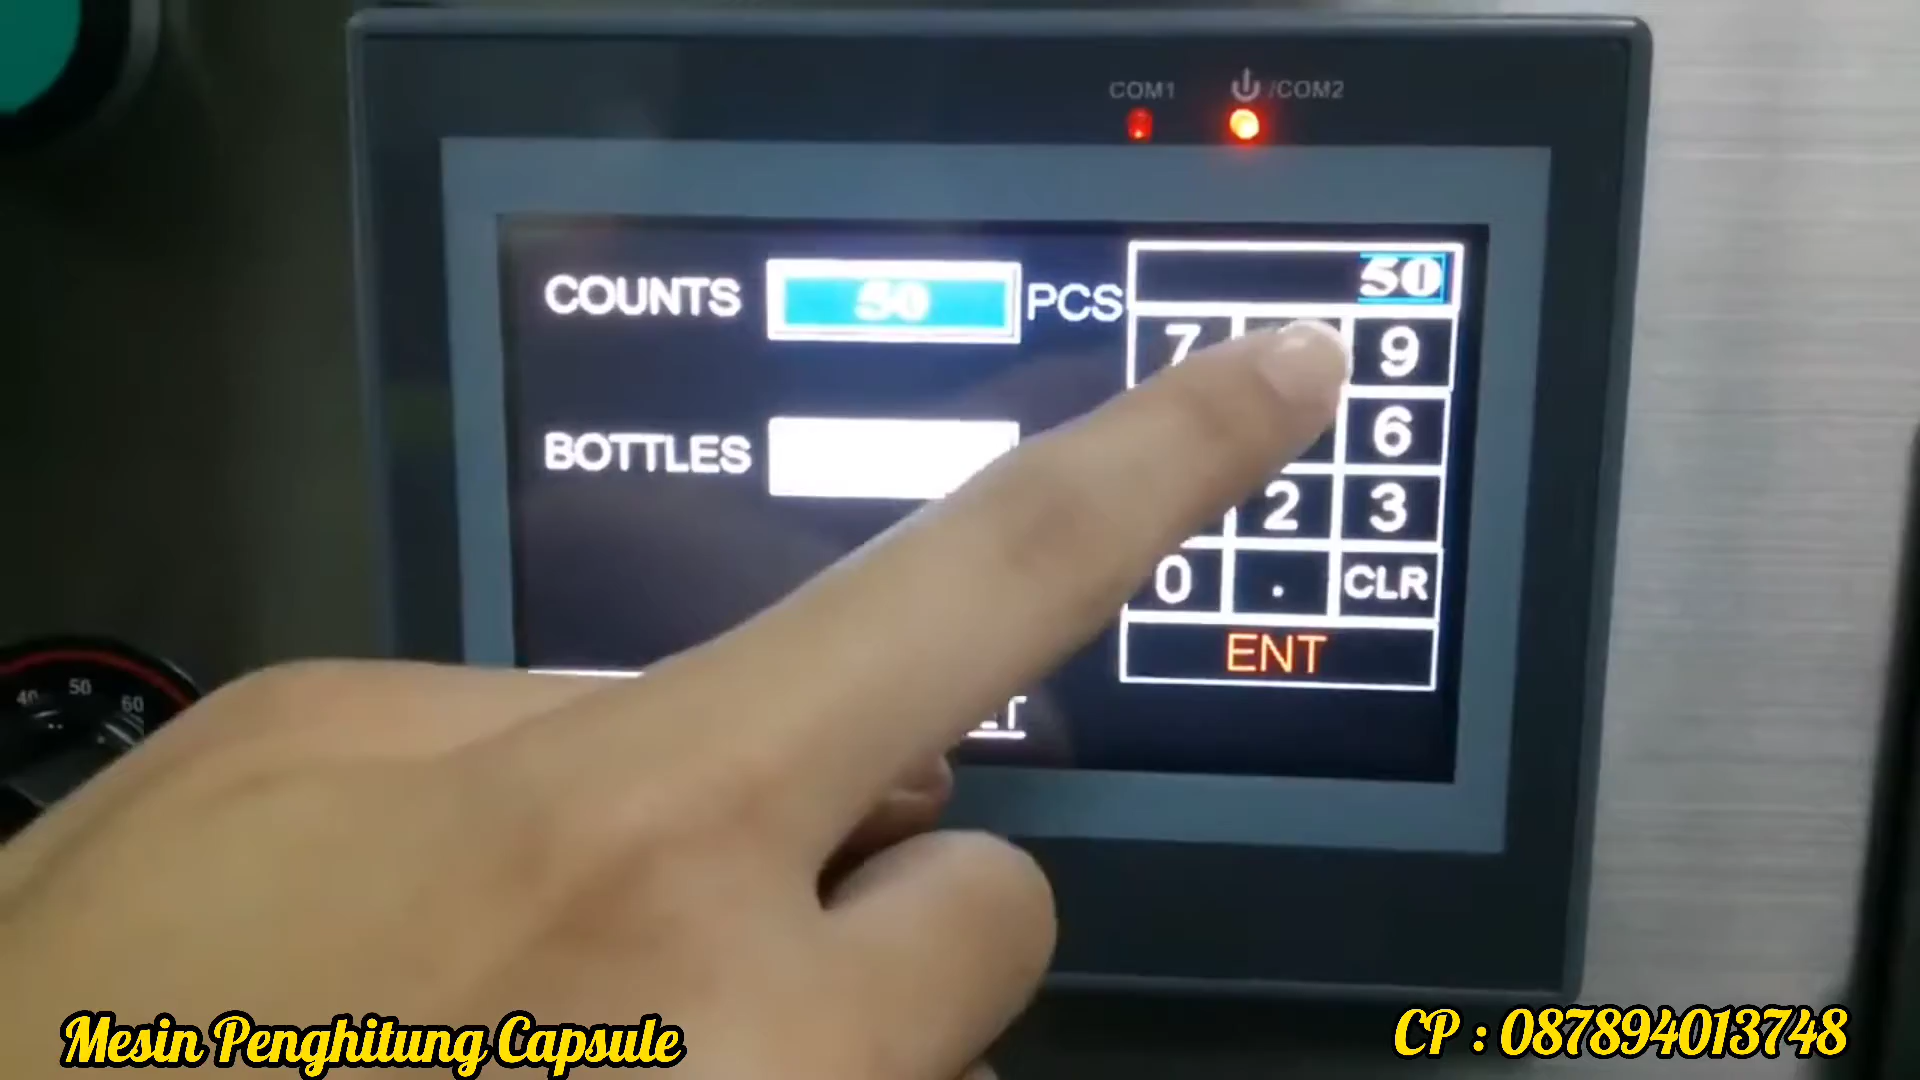 COM1 /COM2
50
COUNTS 50 PCS
7 9
BOTTLES
6
2 3
0 . CLR
ENT
40 50 60
Mesin Penghitung Capsule
CP : 087894013748